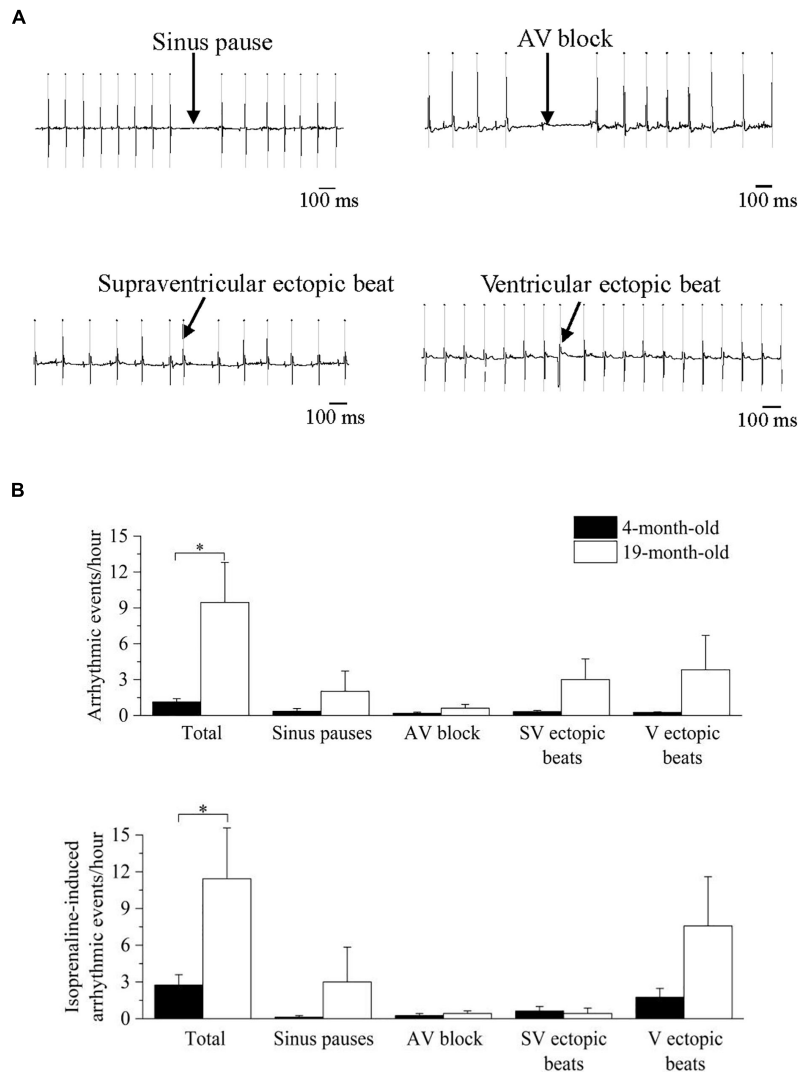 A
Sinus pause
AV block
100 ms
100 ms
Supraventricular ectopic beat
Ventricular ectopic beat
100 ms
100 ms
B
4-month-old
19-month-old
Arrhythmic events/hour
15
12
9
6
3
0
*
Total
Sinus pauses
AV block
SV ectopic
beats
V ectopic
beats
Isoprenaline-induced
arrhythmic events/hour
15
12
9
6
3
0
*
Total
Sinus pauses
AV block
SV ectopic
beats
V ectopic
beats